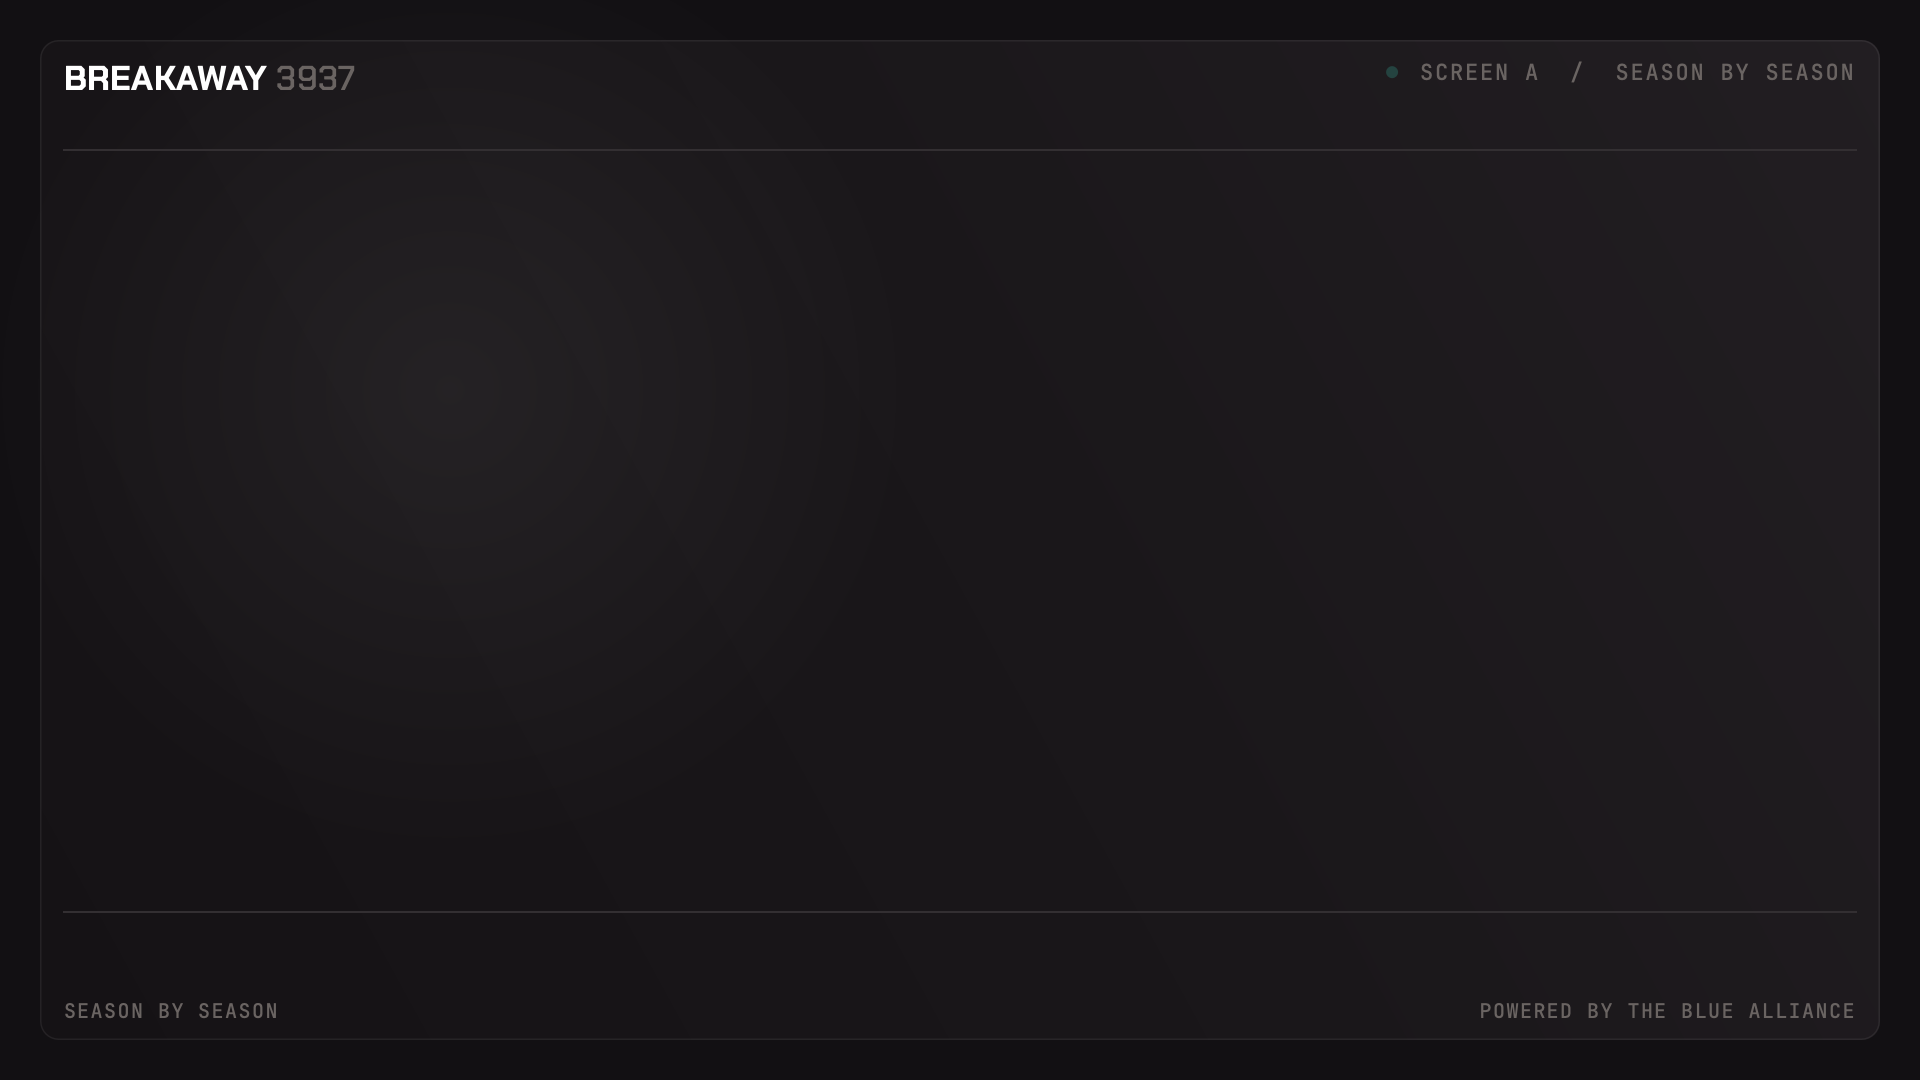 BREAKAWAY 3937
SCREEN A / SEASON BY SEASON
SEASON BY SEASON
POWERED BY THE BLUE ALLIANCE